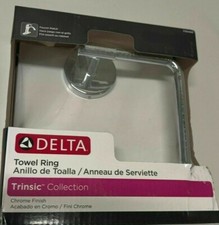 DELTA
Towel Ring
Anillo de Toalla / Anneau de Serviette
Trinsic Collection
Chrome Finish
Acabado en Cromo / Fini Chrome